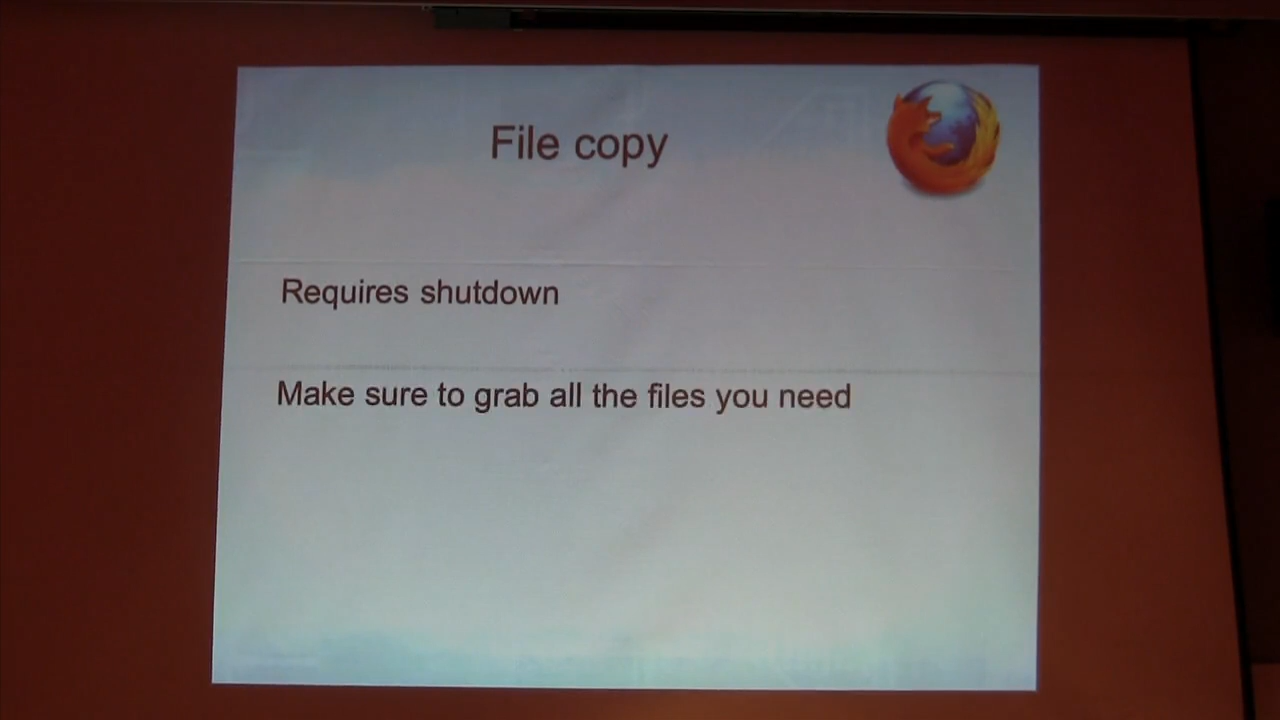 File copy
Requires shutdown
Make sure to grab all the files you need